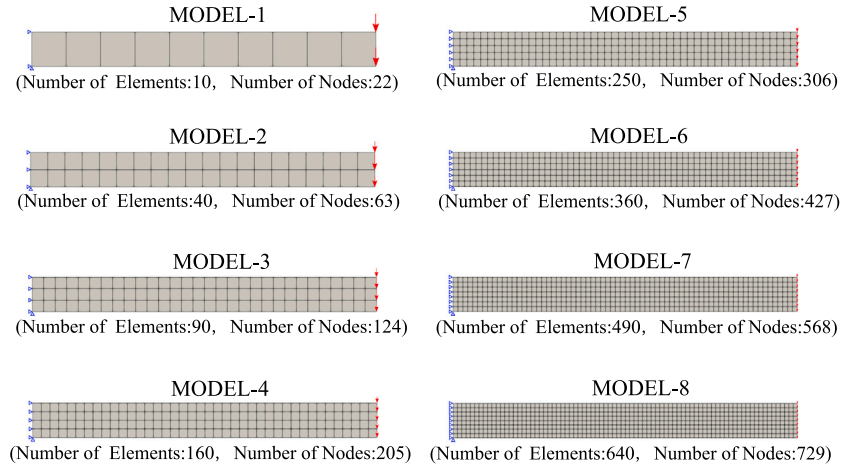 MODEL-1
(Number of Elements:10, Number of Nodes:22)
MODEL-2
(Number of Elements:40, Number of Nodes:63)
MODEL-3
(Number of Elements:90, Number of Nodes:124)
MODEL-4
(Number of Elements:160, Number of Nodes:205)
MODEL-5
(Number of Elements:250, Number of Nodes:306)
MODEL-6
(Number of Elements:360, Number of Nodes:427)
MODEL-7
(Number of Elements:490, Number of Nodes:568)
MODEL-8
(Number of Elements:640, Number of Nodes:729)